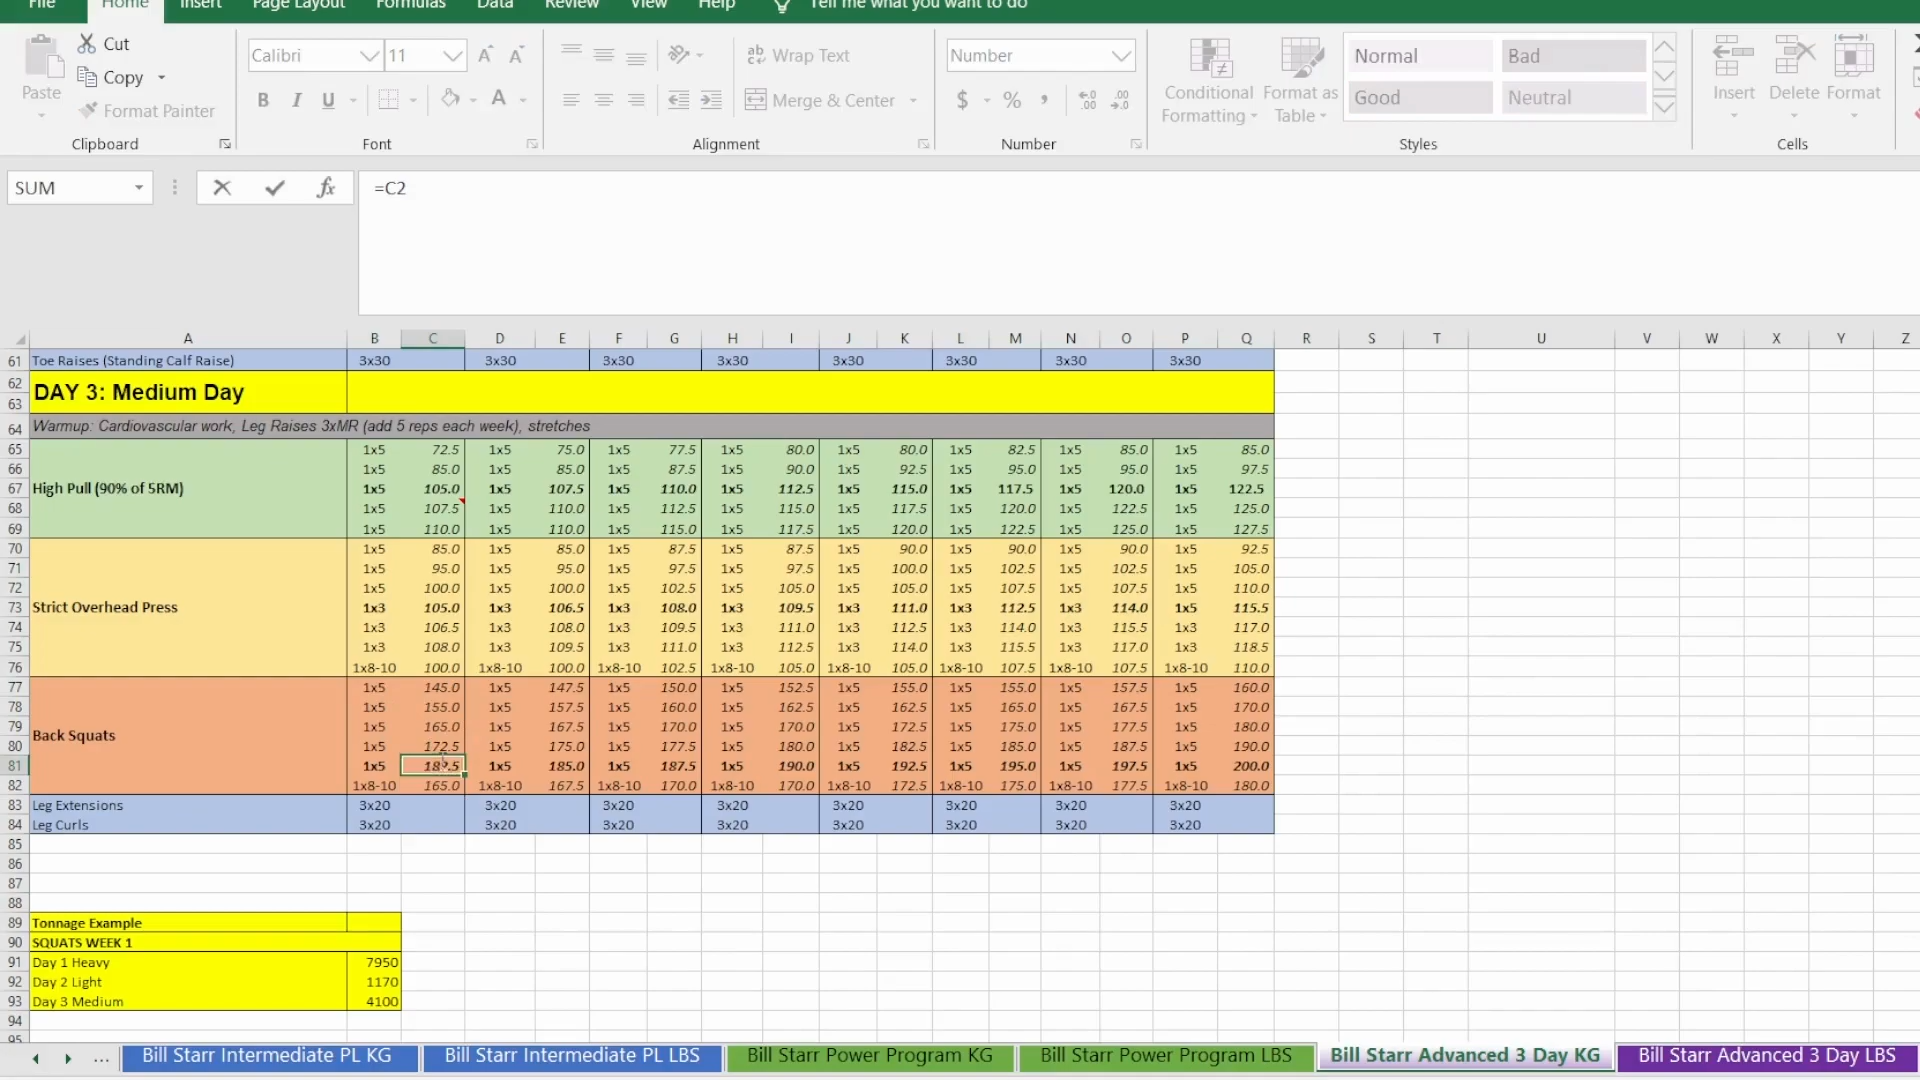 File Home Insert Page Layout Formulas Data Review View Help Tell me what you want to do
Cut
Copy
Paste
Format Painter
Clipboard
Calibri 11 A A
B I U A
Font
ab Wrap Text
Merge & Center
Alignment
Number
$ % ,
Number
Conditional Formatting
Format as Table
Normal Bad
Good Neutral
Styles
Insert Delete Format
Cells
SUM fx =C2
A B C D E F G H I J K L M N O P Q R S T U V W X Y Z
61 Toe Raises (Standing Calf Raise) 3x30 3x30 3x30 3x30 3x30 3x30 3x30 3x30
62 DAY 3: Medium Day
63
64 Warmup: Cardiovascular work, Leg Raises 3xMR (add 5 reps each week), stretches
65 1x5 72.5 1x5 75.0 1x5 77.5 1x5 80.0 1x5 80.0 1x5 82.5 1x5 85.0 1x5 85.0
66 1x5 85.0 1x5 85.0 1x5 87.5 1x5 90.0 1x5 92.5 1x5 95.0 1x5 95.0 1x5 97.5
67 High Pull (90% of 5RM) 1x5 105.0 1x5 107.5 1x5 110.0 1x5 112.5 1x5 115.0 1x5 117.5 1x5 120.0 1x5 122.5
68 1x5 107.5 1x5 110.0 1x5 112.5 1x5 115.0 1x5 117.5 1x5 120.0 1x5 122.5 1x5 125.0
69 1x5 110.0 1x5 110.0 1x5 115.0 1x5 117.5 1x5 120.0 1x5 122.5 1x5 125.0 1x5 127.5
70 1x5 85.0 1x5 85.0 1x5 87.5 1x5 87.5 1x5 90.0 1x5 90.0 1x5 90.0 1x5 92.5
71 1x5 95.0 1x5 95.0 1x5 97.5 1x5 97.5 1x5 100.0 1x5 102.5 1x5 102.5 1x5 105.0
72 1x5 100.0 1x5 100.0 1x5 102.5 1x5 105.0 1x5 105.0 1x5 107.5 1x5 107.5 1x5 110.0
73 Strict Overhead Press 1x3 105.0 1x3 106.5 1x3 108.0 1x3 109.5 1x3 111.0 1x3 112.5 1x3 114.0 1x5 115.5
74 1x3 106.5 1x3 108.0 1x3 109.5 1x3 111.0 1x3 112.5 1x3 114.0 1x3 115.5 1x5 117.0
75 1x3 108.0 1x3 109.5 1x3 111.0 1x3 112.5 1x3 114.0 1x3 115.5 1x3 117.0 1x5 118.5
76 1x8-10 100.0 1x8-10 100.0 1x8-10 102.5 1x8-10 105.0 1x8-10 105.0 1x8-10 107.5 1x8-10 107.5 1x8-10 110.0
77 1x5 145.0 1x5 147.5 1x5 150.0 1x5 152.5 1x5 155.0 1x5 155.0 1x5 157.5 1x5 160.0
78 1x5 155.0 1x5 157.5 1x5 160.0 1x5 162.5 1x5 162.5 1x5 165.0 1x5 167.5 1x5 170.0
79 1x5 165.0 1x5 167.5 1x5 170.0 1x5 170.0 1x5 172.5 1x5 175.0 1x5 177.5 1x5 180.0
80 Back Squats 1x5 172.5 1x5 175.0 1x5 177.5 1x5 180.0 1x5 182.5 1x5 185.0 1x5 187.5 1x5 190.0
81 1x5 1x5 185.0 1x5 187.5 1x5 190.0 1x5 192.5 1x5 195.0 1x5 197.5 1x5 200.0
82 1x8-10 165.0 1x8-10 167.5 1x8-10 170.0 1x8-10 170.0 1x8-10 172.5 1x8-10 175.0 1x8-10 177.5 1x8-10 180.0
83 Leg Extensions 3x20 3x20 3x20 3x20 3x20 3x20 3x20 3x20
84 Leg Curls 3x20 3x20 3x20 3x20 3x20 3x20 3x20 3x20
85
86
87
88
89 Tonnage Example
90 SQUATS WEEK 1
91 Day 1 Heavy 7950
92 Day 2 Light 1170
93 Day 3 Medium 4100
94
95
... Bill Starr Intermediate PL KG Bill Starr Intermediate PL LBS Bill Starr Power Program KG Bill Starr Power Program LBS Bill Starr Advanced 3 Day KG Bill Starr Advanced 3 Day LBS